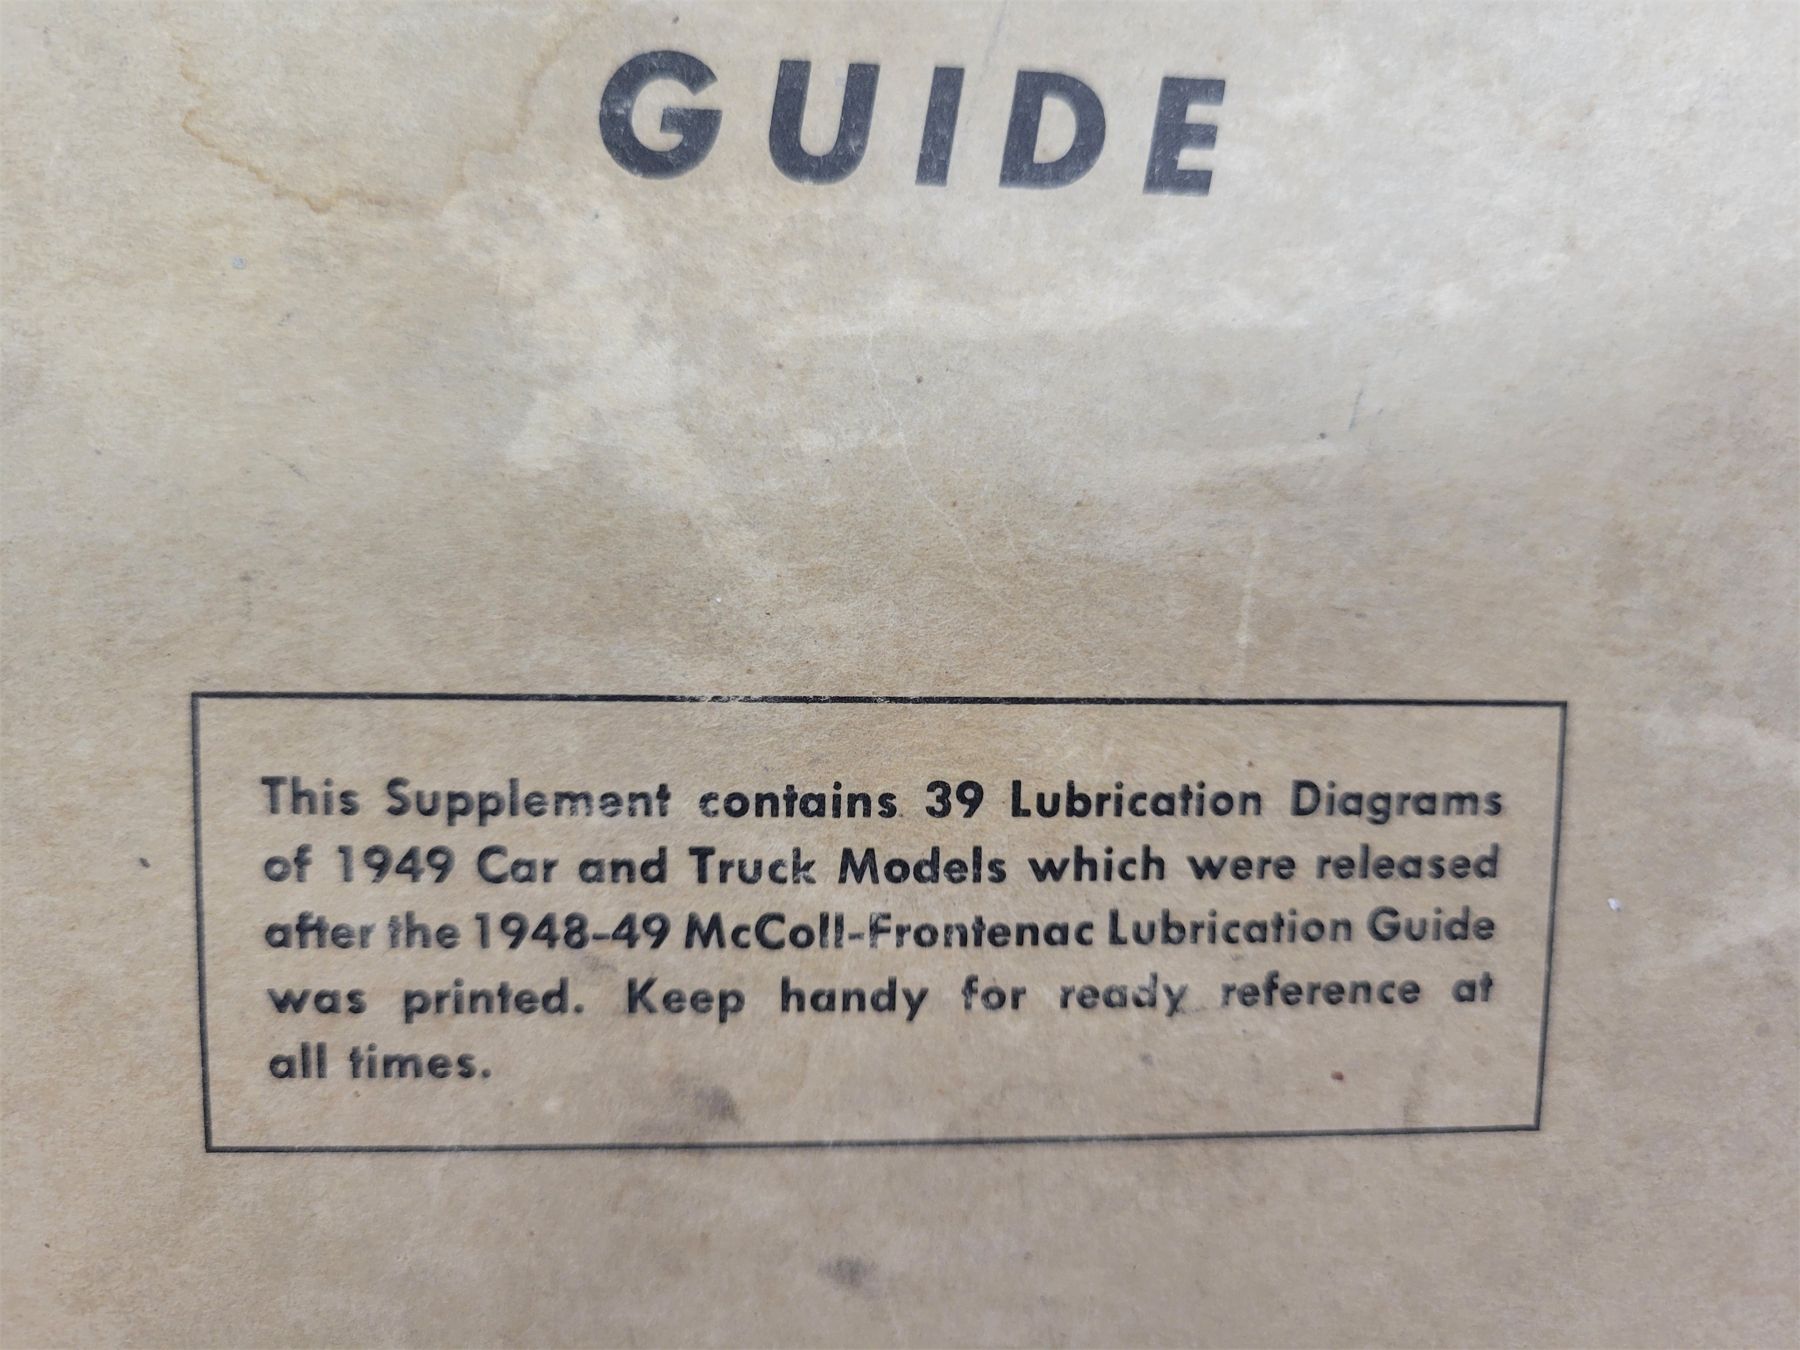 GUIDE
This Supplement contains 39 Lubrication Diagrams
of 1949 Car and Truck Models which were released
after the 1948-49 McColl-Frontenac Lubrication Guide
was printed. Keep handy for ready reference at
all times.